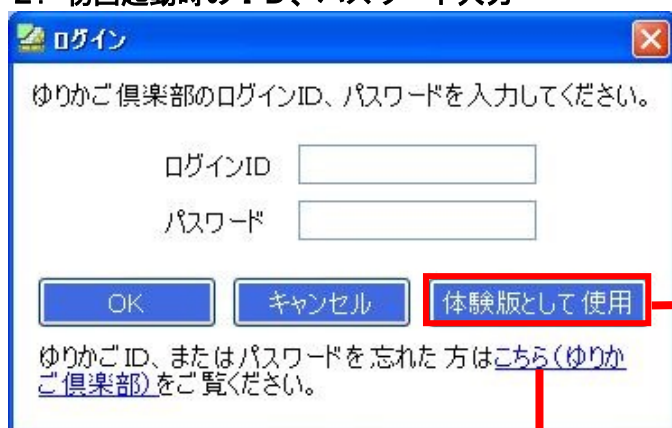 ログイン
ゆりかご倶楽部のログインID、パスワードを入力してください。
ログインID
パスワード
OK
キャンセル
体験版として使用
ゆりかごID、またはパスワードを忘れた方はこちら(ゆりか
ご倶楽部)をご覧ください。